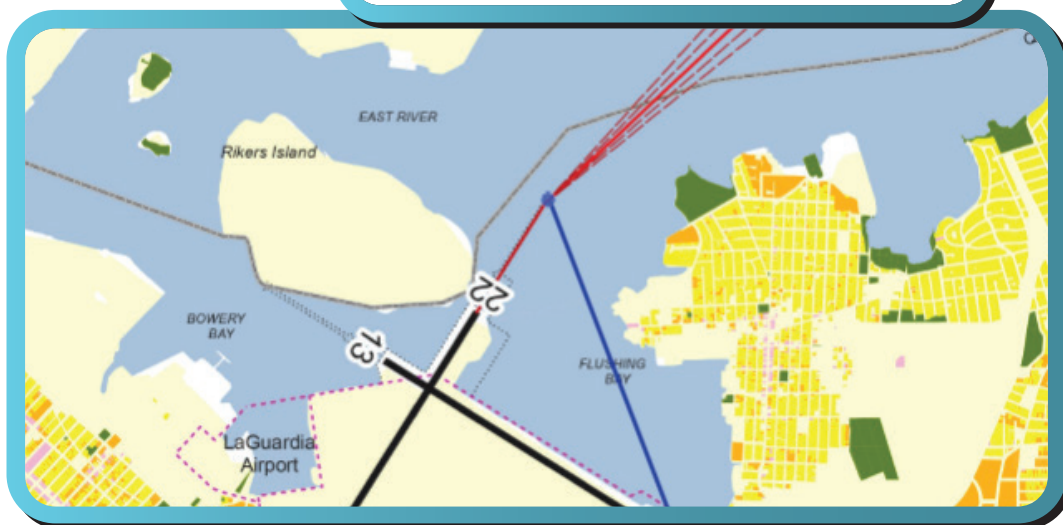 EAST RIVER
Rikers Island
22
BOWERY
BAY
13
FLUSHING
BAY
LaGuardia
Airport